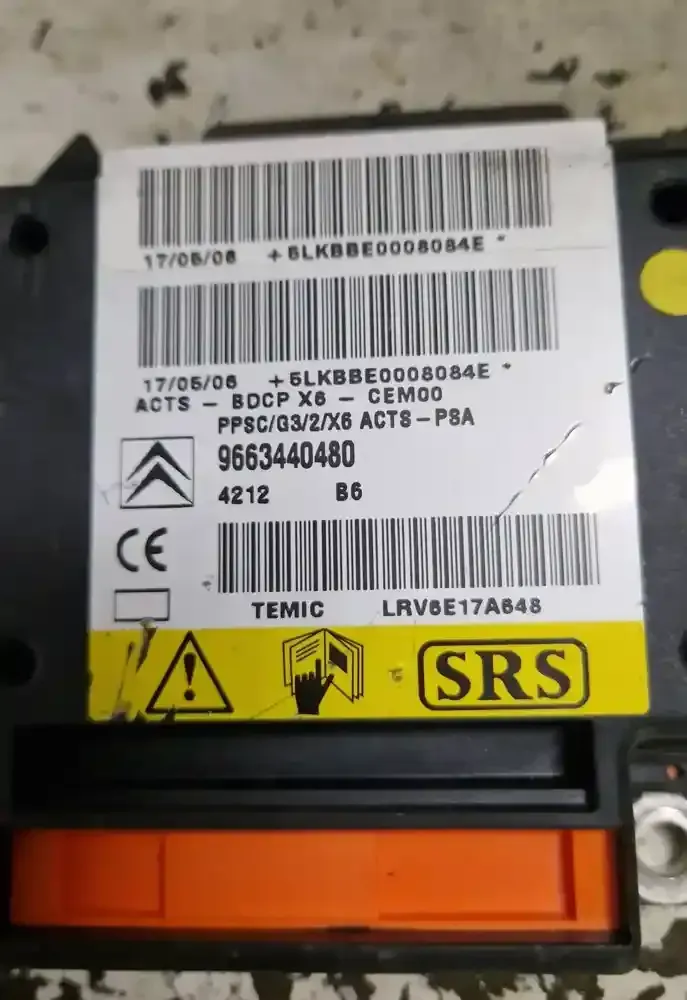 17/05/06 +5LKBBE0008084E *
17/05/06 +5LKBBE0008084E *
ACTS - BDCP X6 - CEM00
PPSC/G3/2/X6 ACTS-PSA
9663440480
4212 B6
CE
TEMIC LRV6E17A648
SRS